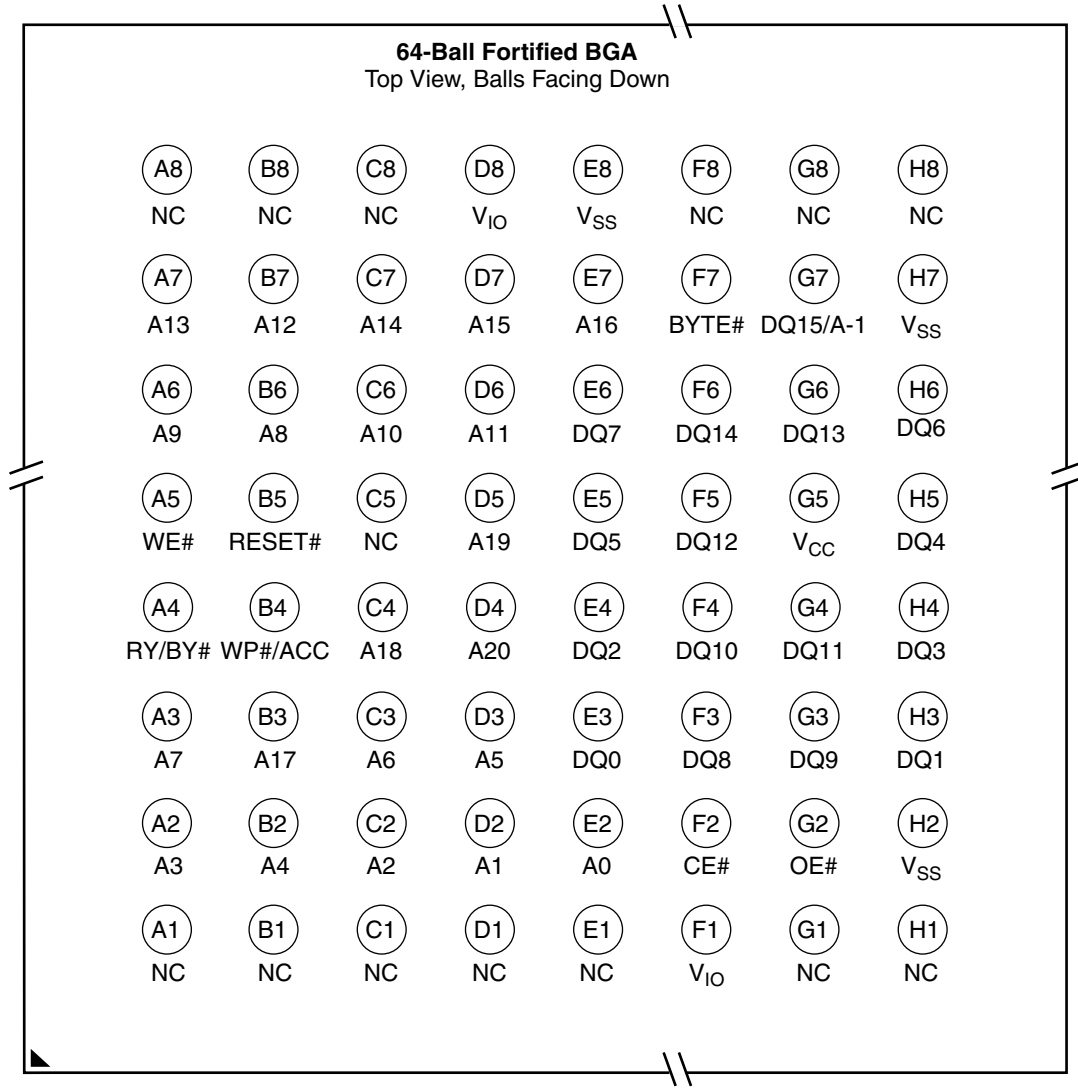 64-Ball Fortified BGA
Top View, Balls Facing Down
A8 B8 C8 D8 E8 F8 G8 H8
NC NC NC VIO VSS NC NC NC
A7 B7 C7 D7 E7 F7 G7 H7
A13 A12 A14 A15 A16 BYTE# DQ15/A-1 VSS
A6 B6 C6 D6 E6 F6 G6 H6
A9 A8 A10 A11 DQ7 DQ14 DQ13 DQ6
A5 B5 C5 D5 E5 F5 G5 H5
WE# RESET# NC A19 DQ5 DQ12 VCC DQ4
A4 B4 C4 D4 E4 F4 G4 H4
RY/BY# WP#/ACC A18 A20 DQ2 DQ10 DQ11 DQ3
A3 B3 C3 D3 E3 F3 G3 H3
A7 A17 A6 A5 DQ0 DQ8 DQ9 DQ1
A2 B2 C2 D2 E2 F2 G2 H2
A3 A4 A2 A1 A0 CE# OE# VSS
A1 B1 C1 D1 E1 F1 G1 H1
NC NC NC NC NC VIO NC NC